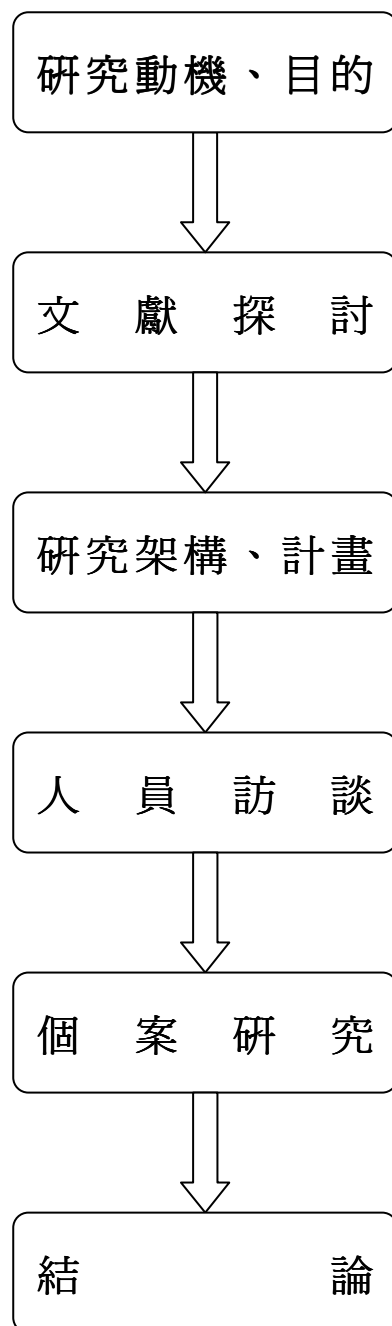 研究動機、目的
文獻探討
研究架構、計畫
人員訪談
個案研究
結論